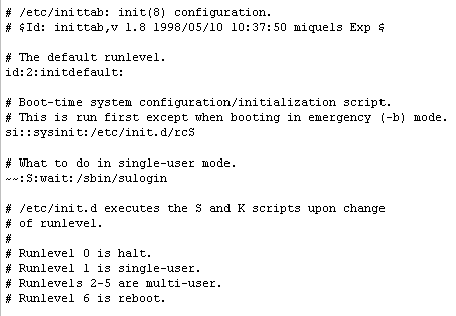 # /etc/inittab: init(8) configuration.
# $Id: inittab,v 1.8 1998/05/10 10:37:50 miquels Exp $
# The default runlevel.
id:2:initdefault:
# Boot-time system configuration/initialization script.
# This is run first except when booting in emergency (-b) mode.
si::sysinit:/etc/init.d/rcS
# What to do in single-user mode.
~~:S:wait:/sbin/sulogin
# /etc/init.d executes the S and K scripts upon change
# of runlevel.
#
# Runlevel 0 is halt.
# Runlevel 1 is single-user.
# Runlevels 2-5 are multi-user.
# Runlevel 6 is reboot.